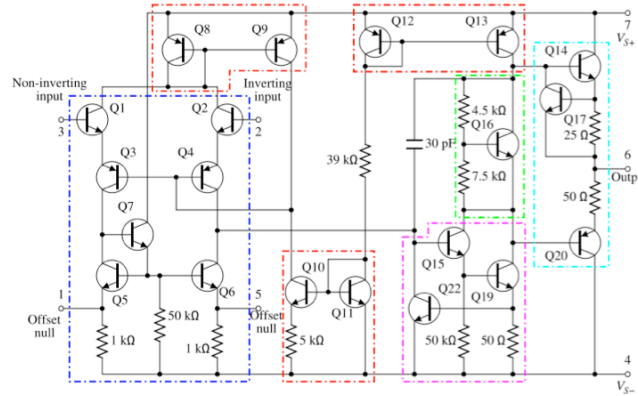 Q8
Q9
Q12
Q13
7
V_S+
Q14
Non-inverting
input
Inverting
input
Q1
Q2
3
2
4.5 kΩ
Q16
Q17
25 Ω
30 pF
39 kΩ
Q3
Q4
6
Outp
7.5 kΩ
50 Ω
Q7
Q15
Q20
Q10
Q22
Q19
1
Q5
Q6
5
Offset
null
Offset
null
Q11
50 kΩ
1 kΩ
1 kΩ
5 kΩ
50 kΩ
50 Ω
4
V_S−